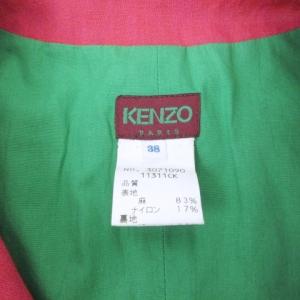 KENZO
PARIS
38
NO. 3071090
11311CK
品質
表地
麻 83%
ナイロン 17%
裏地